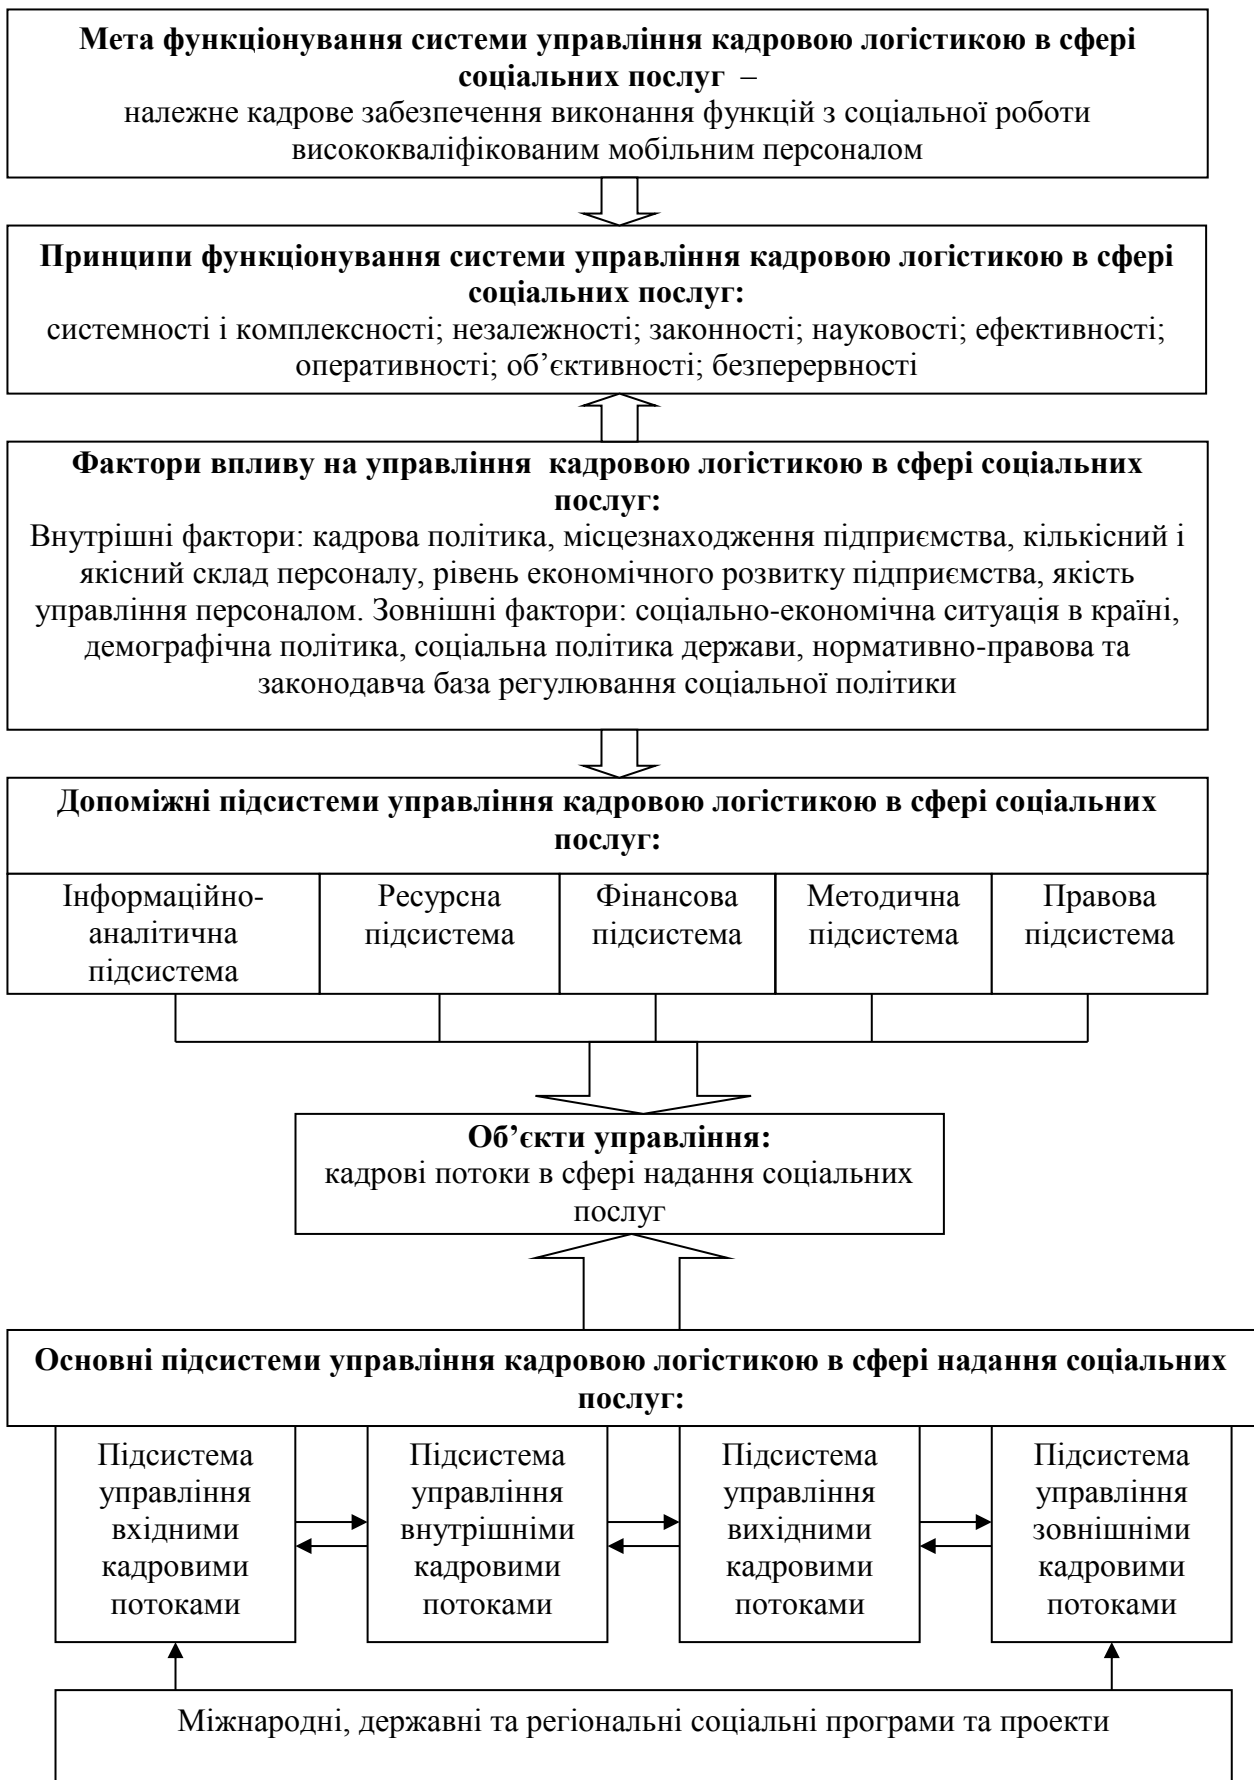 Мета функціонування системи управління кадровою логістикою в сфері
соціальних послуг –
належне кадрове забезпечення виконання функцій з соціальної роботи
висококваліфікованим мобільним персоналом
Принципи функціонування системи управління кадровою логістикою в сфері
соціальних послуг:
системності і комплексності; незалежності; законності; науковості; ефективності;
оперативності; об’єктивності; безперервності
Фактори впливу на управління кадровою логістикою в сфері соціальних
послуг:
Внутрішні фактори: кадрова політика, місцезнаходження підприємства, кількісний і
якісний склад персоналу, рівень економічного розвитку підприємства, якість
управління персоналом. Зовнішні фактори: соціально-економічна ситуація в країні,
демографічна політика, соціальна політика держави, нормативно-правова та
законодавча база регулювання соціальної політики
Допоміжні підсистеми управління кадровою логістикою в сфері соціальних
послуг:
Інформаційно-
аналітична
підсистема
Ресурсна
підсистема
Фінансова
підсистема
Методична
підсистема
Правова
підсистема
Об’єкти управління:
кадрові потоки в сфері надання соціальних
послуг
Основні підсистеми управління кадровою логістикою в сфері надання соціальних
послуг:
Підсистема
управління
вхідними
кадровими
потоками
Підсистема
управління
внутрішніми
кадровими
потоками
Підсистема
управління
вихідними
кадровими
потоками
Підсистема
управління
зовнішніми
кадровими
потоками
Міжнародні, державні та регіональні соціальні програми та проекти